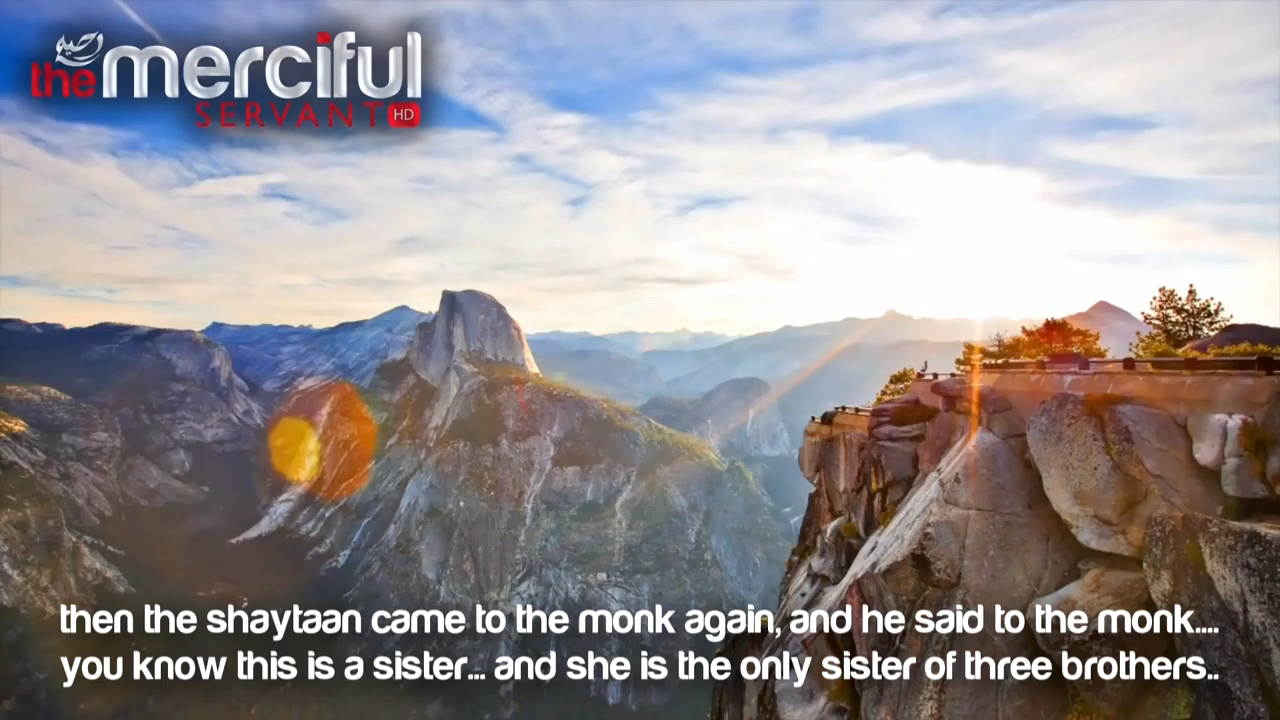 رحيم
the merciful
SERVANT HD
then the shaytaan came to the monk again, and he said to the monk....
you know this is a sister... and she is the only sister of three brothers..